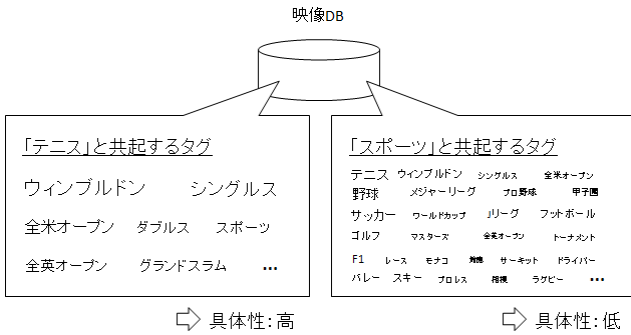 映像DB
「テニス」と共起するタグ
ウィンブルドン シングルス
全米オープン ダブルス スポーツ
全英オープン グランドスラム …
具体性:高
「スポーツ」と共起するタグ
テニス ウィンブルドン シングルス 全米オープン
野球 メジャーリーグ プロ野球 甲子園
サッカー ワールドカップ Jリーグ フットボール
ゴルフ マスターズ 全英オープン トーナメント
F1 レース モナコ 鈴鹿 サーキット ドライバー
バレー スキー プロレス 相撲 ラグビー …
具体性:低